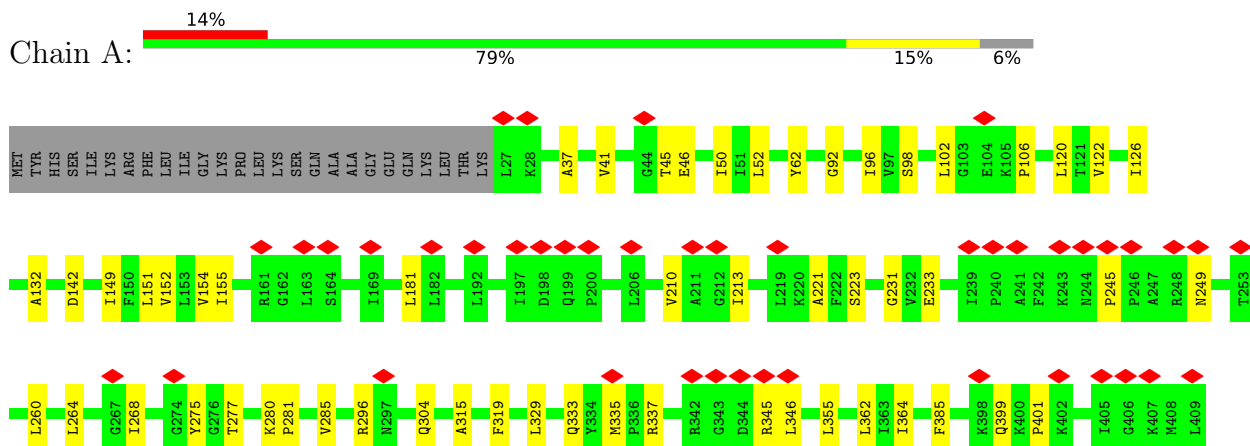 14%
Chain A:
79% 15% 6%
MET TYR HIS SER ILE LYS ARG PHE LEU ILE GLY LYS PRO LEU LYS SER GLN ALA ALA GLY GLU GLN LYS LEU THR LYS L27 K28 A37 V41 G44 T45 E46 I50 I51 L52 Y62 G92 I96 V97 S98 L102 G103 E104 K105 P106 L120 T121 V122 I126
A132 D142 I149 F150 L151 V152 L153 V154 I155 R161 G162 L163 S164 I169 L181 L182 L192 I197 D198 Q199 P200 L206 V210 A211 G212 I213 L219 K220 A221 F222 S223 G231 V232 E233 I239 P240 A241 F242 K243 N244 P245 P246 A247 R248 N249 T253
L260 L264 G267 I268 G274 Y275 G276 T277 K280 P281 V285 R296 N297 Q304 A315 F319 L329 Q333 Y334 M335 P336 R337 R342 G343 D344 R345 L346 L355 L362 I363 I364 F385 K398 Q399 K400 P401 K402 I405 G406 K407 M408 L409